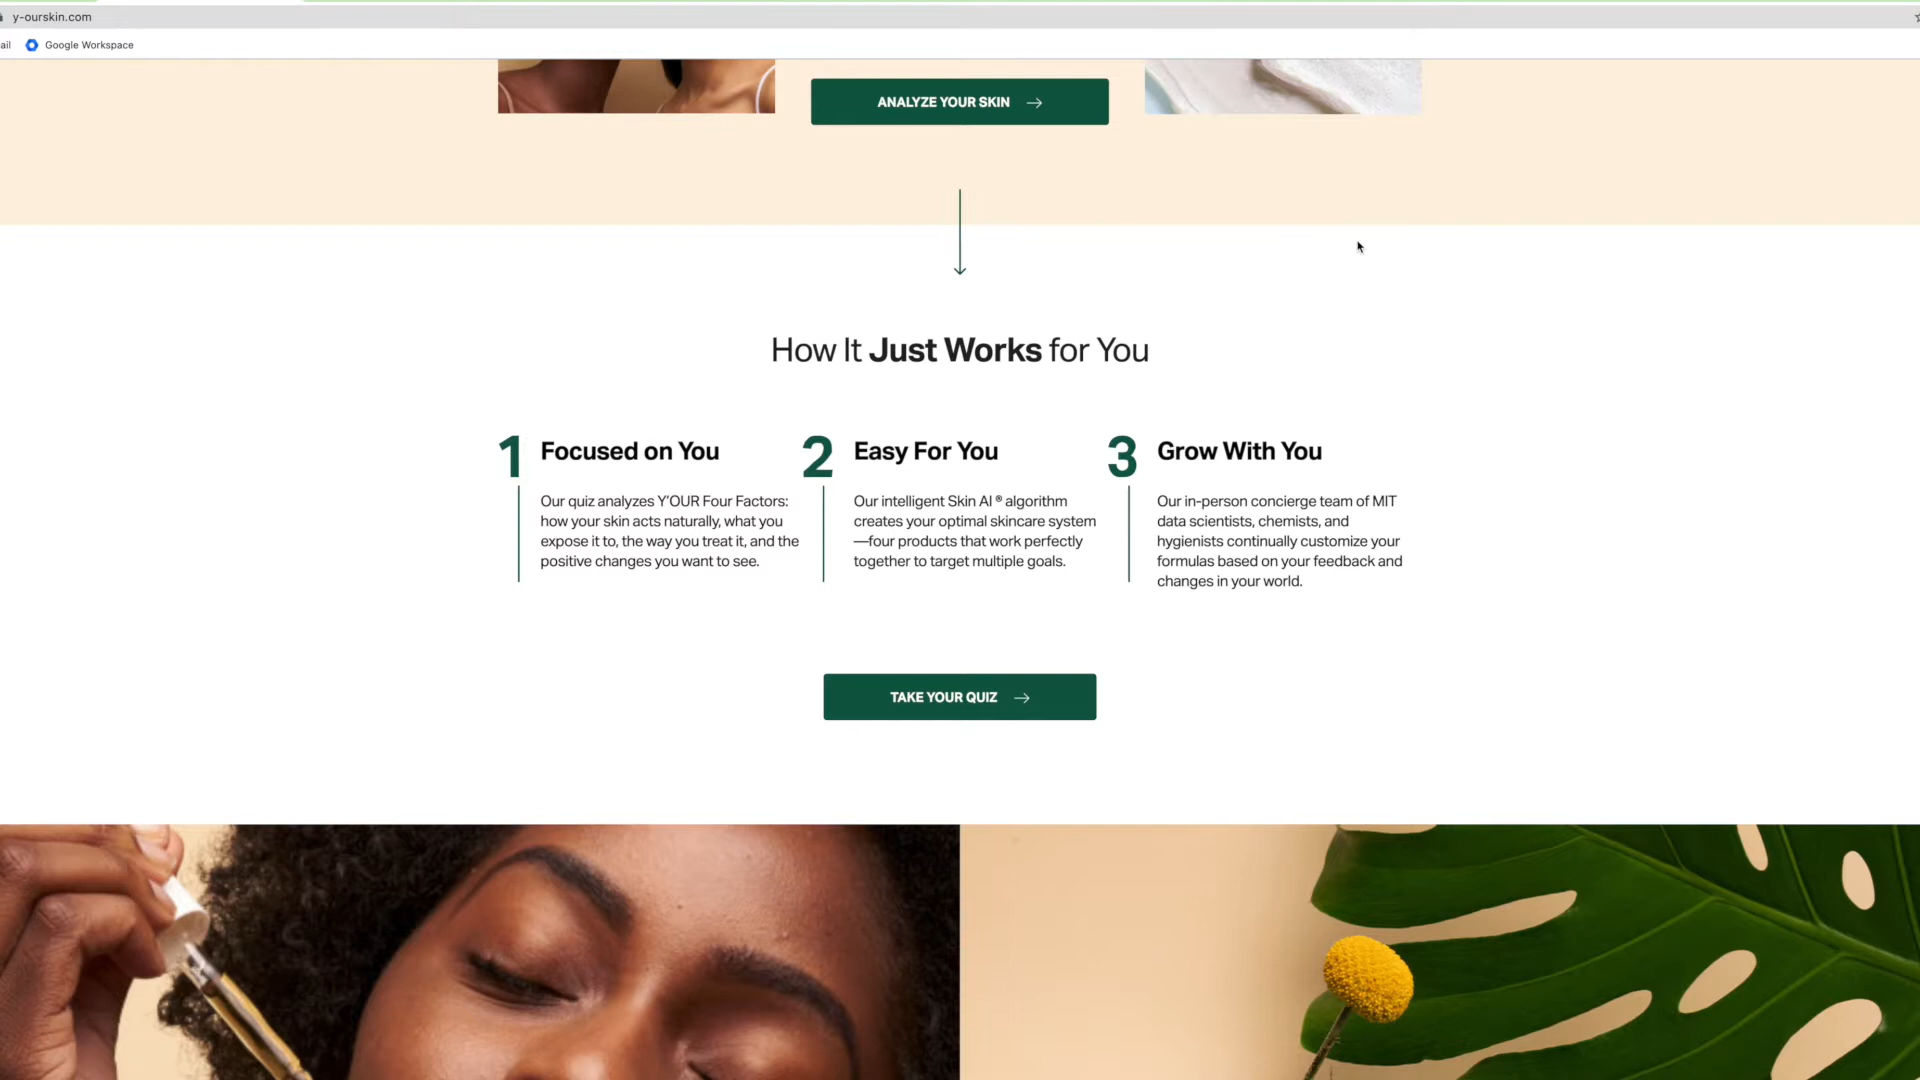 y-ourskin.com
ail Google Workspace
ANALYZE YOUR SKIN
How It Just Works for You
1 Focused on You
Our quiz analyzes Y'OUR Four Factors:
how your skin acts naturally, what you
expose it to, the way you treat it, and the
positive changes you want to see.
2 Easy For You
Our intelligent Skin AI ® algorithm
creates your optimal skincare system
—four products that work perfectly
together to target multiple goals.
3 Grow With You
Our in-person concierge team of MIT
data scientists, chemists, and
hygienists continually customize your
formulas based on your feedback and
changes in your world.
TAKE YOUR QUIZ